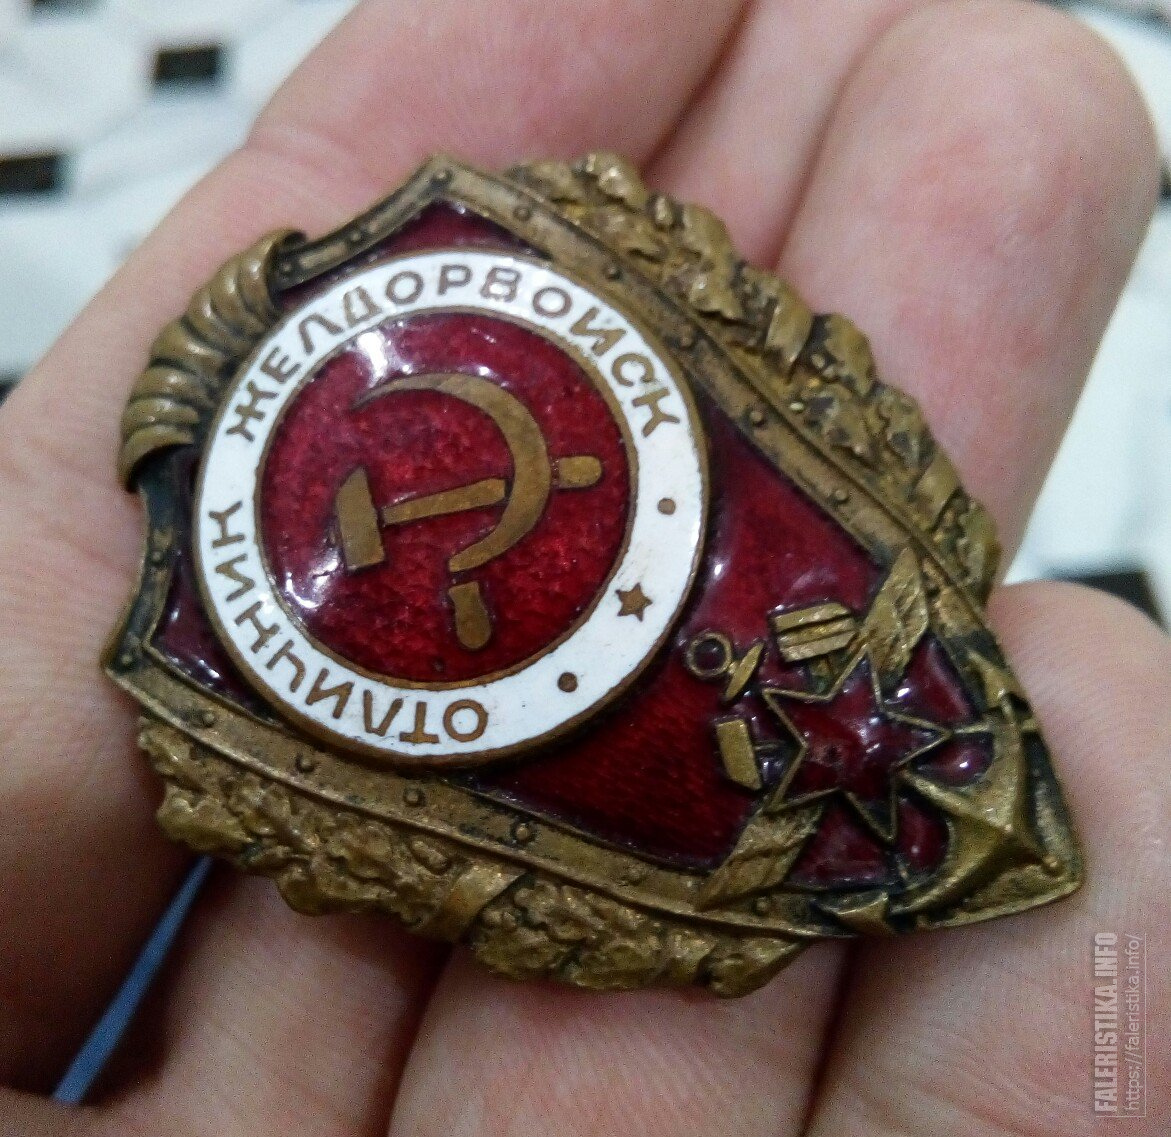 ОТЛИЧНИК ЖЕЛДОРВОЙСК
FALERISTIKA.INFO
https://faleristika.info/